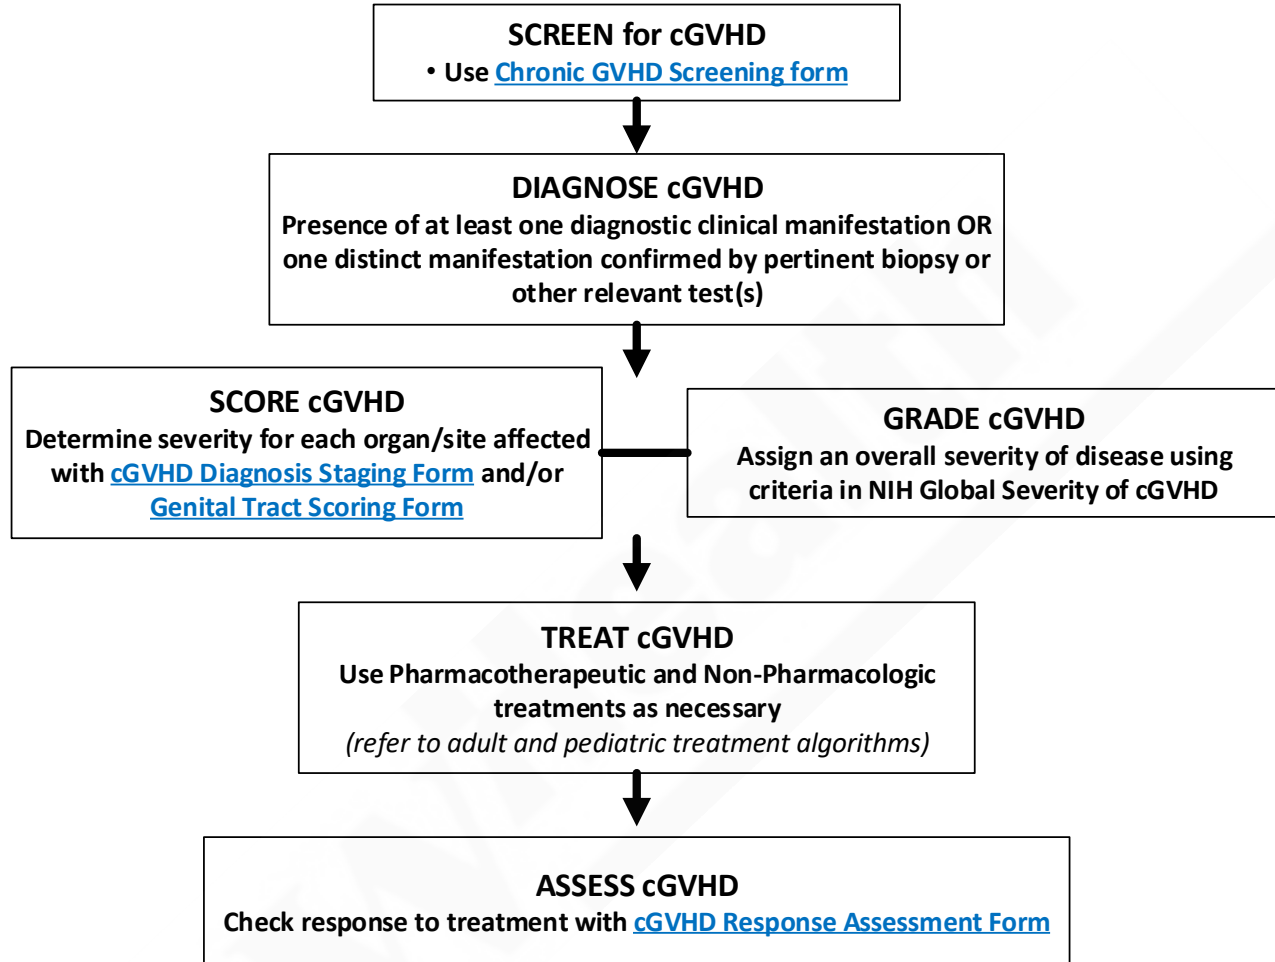 SCREEN for cGVHD
• Use Chronic GVHD Screening form
DIAGNOSE cGVHD
Presence of at least one diagnostic clinical manifestation OR
one distinct manifestation confirmed by pertinent biopsy or
other relevant test(s)
SCORE cGVHD
Determine severity for each organ/site affected
with cGVHD Diagnosis Staging Form and/or
Genital Tract Scoring Form
GRADE cGVHD
Assign an overall severity of disease using
criteria in NIH Global Severity of cGVHD
TREAT cGVHD
Use Pharmacotherapeutic and Non-Pharmacologic
treatments as necessary
(refer to adult and pediatric treatment algorithms)
ASSESS cGVHD
Check response to treatment with cGVHD Response Assessment Form